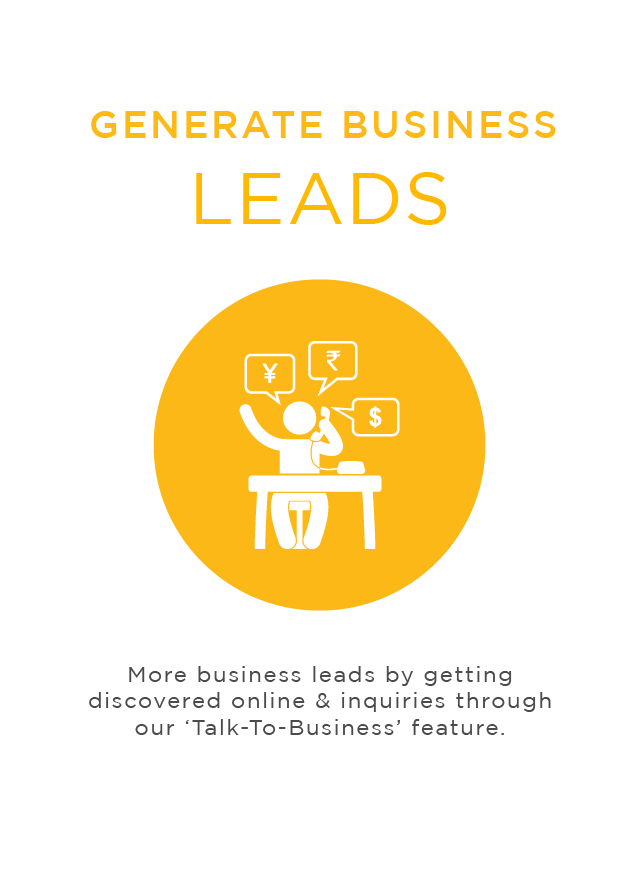 GENERATE BUSINESS
LEADS
¥
₹
$
More business leads by getting
discovered online & inquiries through
our ‘Talk-To-Business’ feature.